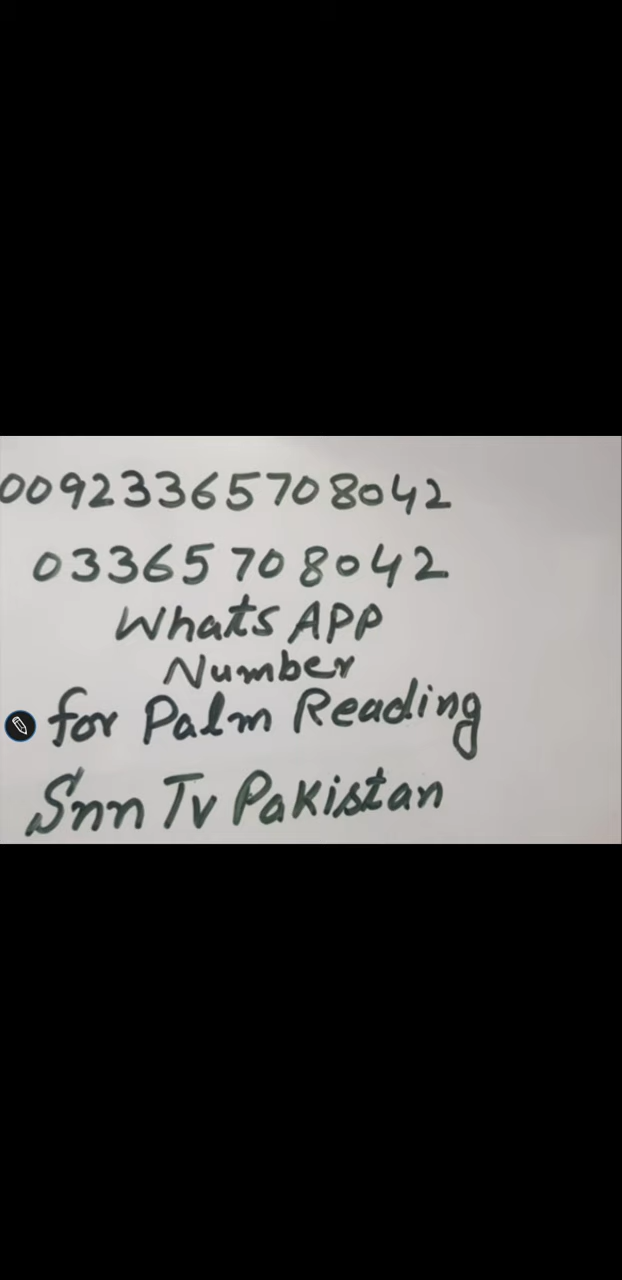 00923365708042
03365708042
Whats APP
Number
for Palm Reading
Snn Tv Pakistan